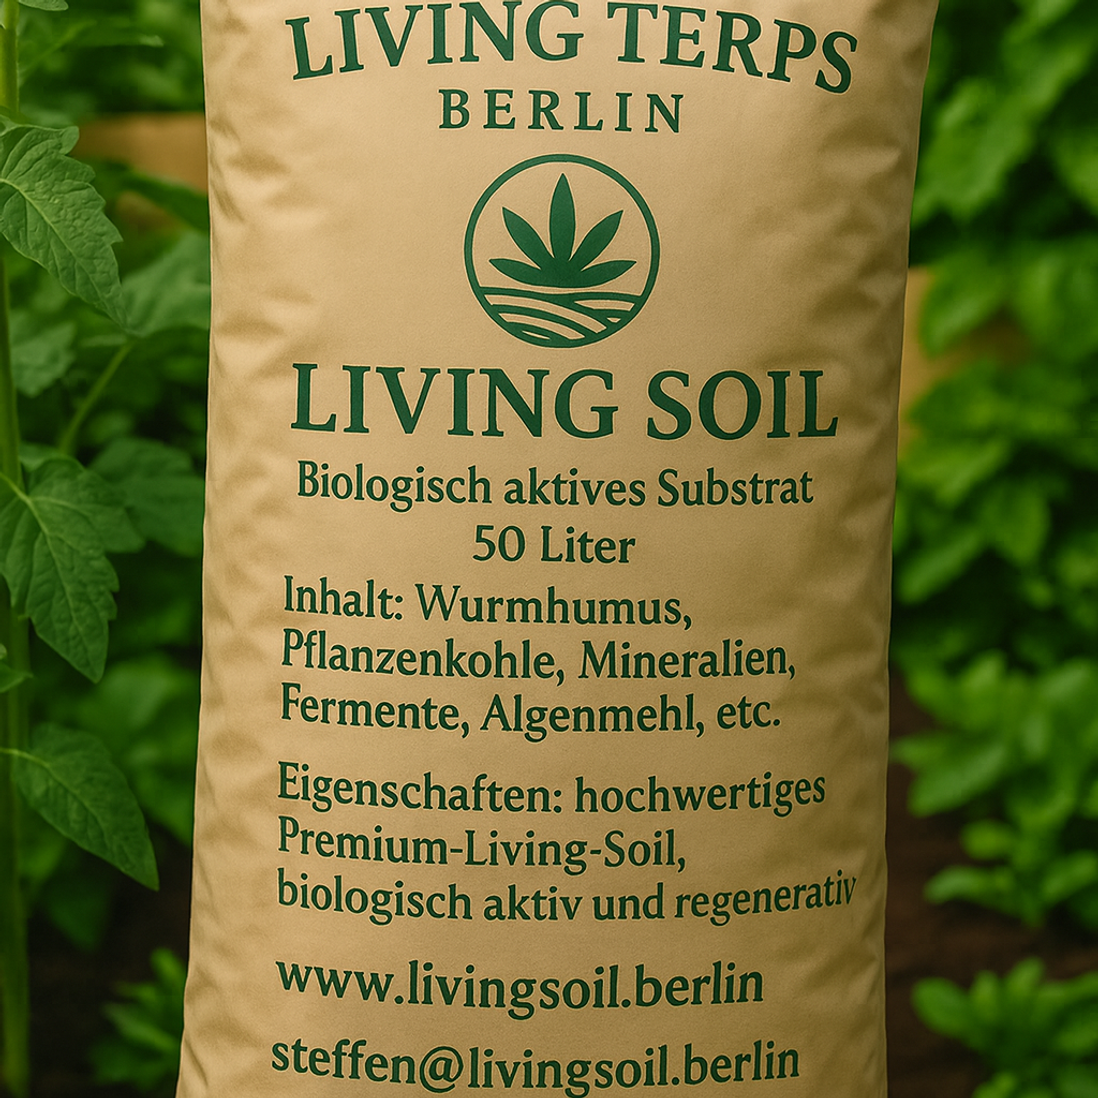 LIVING TERPS
BERLIN
LIVING SOIL
Biologisch aktives Substrat
50 Liter
Inhalt: Wurmhumus,
Pflanzenkohle, Mineralien,
Fermente, Algenmehl, etc.
Eigenschaften: hochwertiges
Premium-Living-Soil,
biologisch aktiv und regenerativ
www.livingsoil.berlin
steffen@livingsoil.berlin